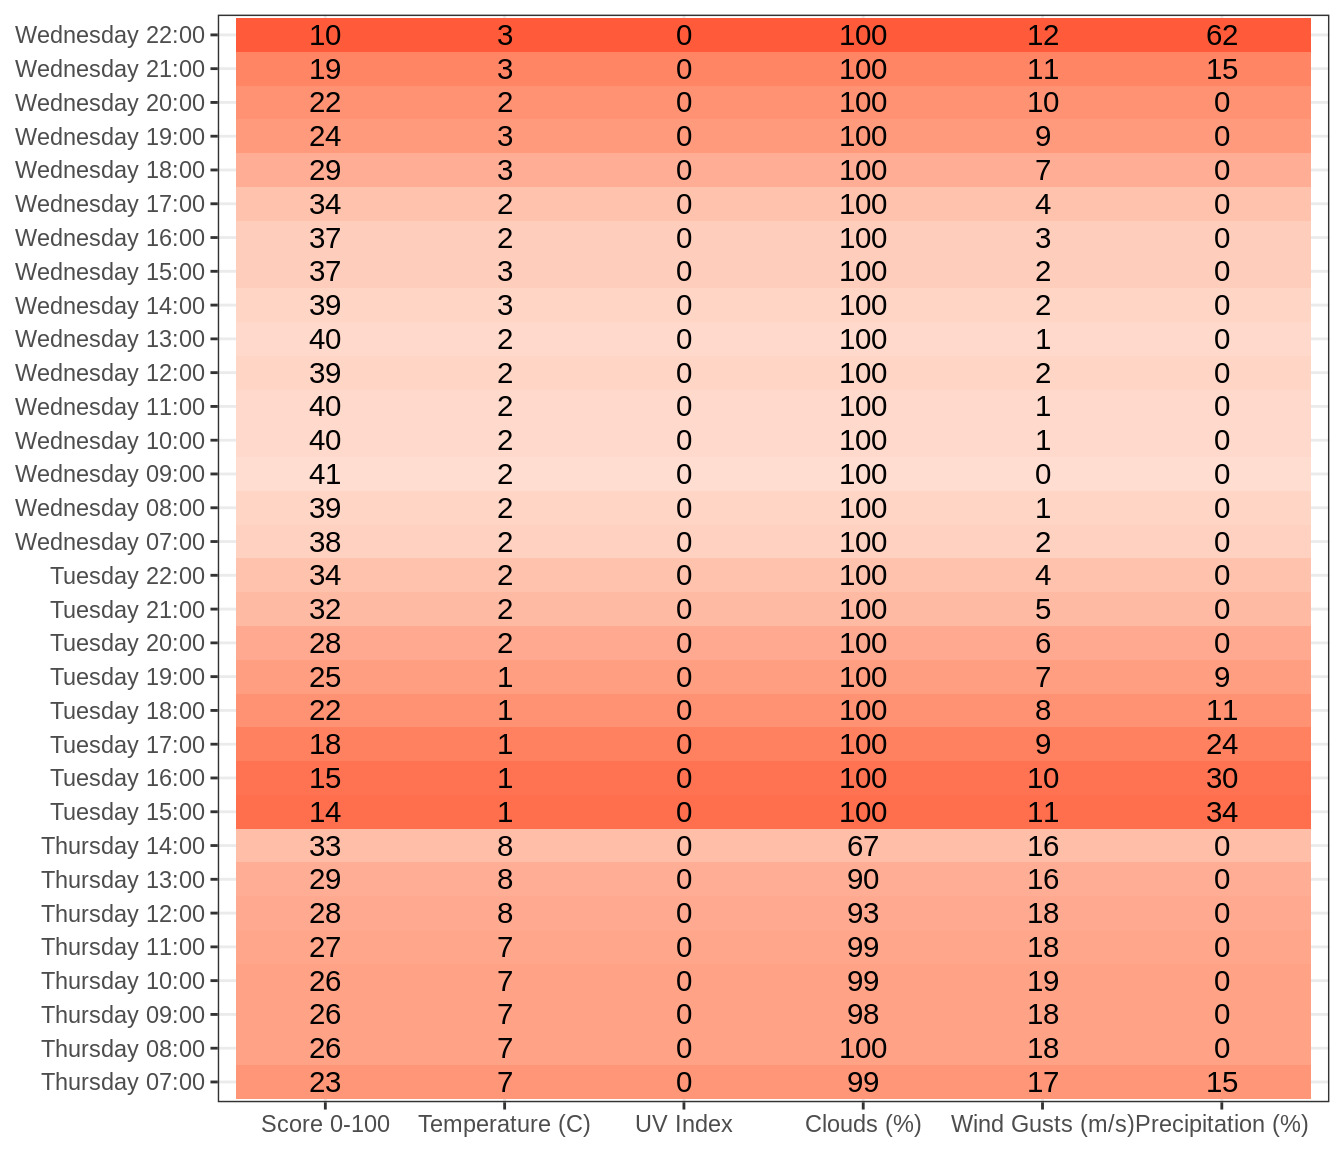 Wednesday 22:00 10 3 0 100 12 62
Wednesday 21:00 19 3 0 100 11 15
Wednesday 20:00 22 2 0 100 10 0
Wednesday 19:00 24 3 0 100 9 0
Wednesday 18:00 29 3 0 100 7 0
Wednesday 17:00 34 2 0 100 4 0
Wednesday 16:00 37 2 0 100 3 0
Wednesday 15:00 37 3 0 100 2 0
Wednesday 14:00 39 3 0 100 2 0
Wednesday 13:00 40 2 0 100 1 0
Wednesday 12:00 39 2 0 100 2 0
Wednesday 11:00 40 2 0 100 1 0
Wednesday 10:00 40 2 0 100 1 0
Wednesday 09:00 41 2 0 100 0 0
Wednesday 08:00 39 2 0 100 1 0
Wednesday 07:00 38 2 0 100 2 0
Tuesday 22:00 34 2 0 100 4 0
Tuesday 21:00 32 2 0 100 5 0
Tuesday 20:00 28 2 0 100 6 0
Tuesday 19:00 25 1 0 100 7 9
Tuesday 18:00 22 1 0 100 8 11
Tuesday 17:00 18 1 0 100 9 24
Tuesday 16:00 15 1 0 100 10 30
Tuesday 15:00 14 1 0 100 11 34
Thursday 14:00 33 8 0 67 16 0
Thursday 13:00 29 8 0 90 16 0
Thursday 12:00 28 8 0 93 18 0
Thursday 11:00 27 7 0 99 18 0
Thursday 10:00 26 7 0 99 19 0
Thursday 09:00 26 7 0 98 18 0
Thursday 08:00 26 7 0 100 18 0
Thursday 07:00 23 7 0 99 17 15
Score 0-100 Temperature (C) UV Index Clouds (%) Wind Gusts (m/s) Precipitation (%)